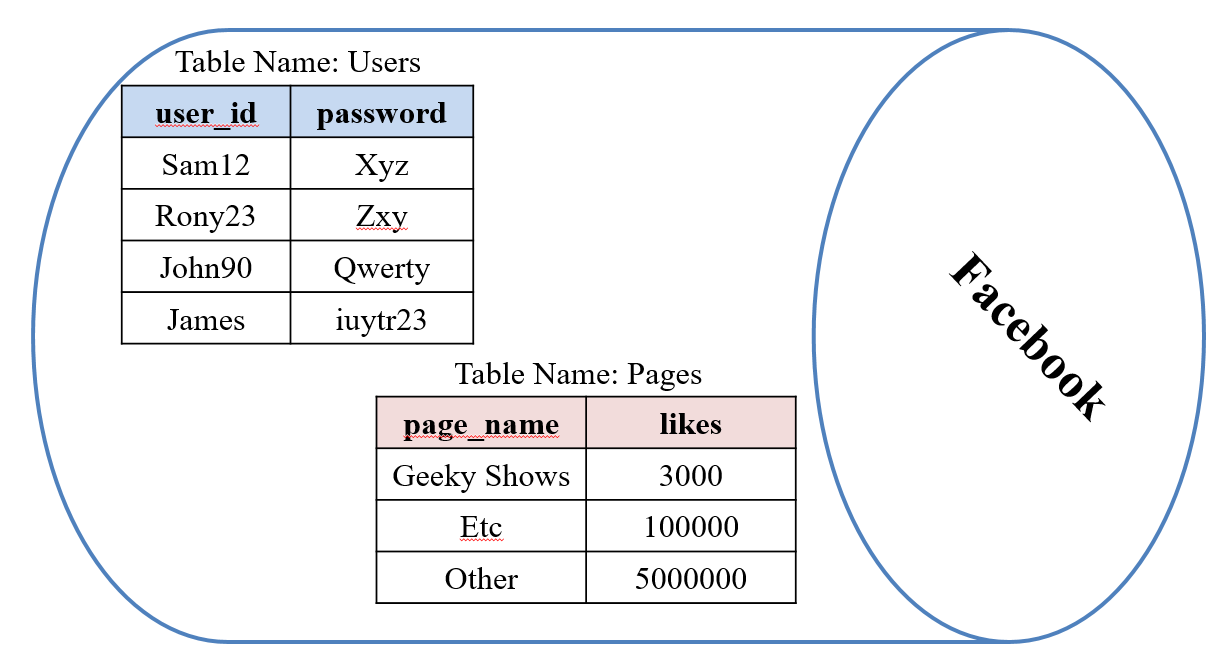 Table Name: Users
user_id password
Sam12 Xyz
Rony23 Zxy
John90 Qwerty
James iuytr23
Table Name: Pages
page_name likes
Geeky Shows 3000
Etc 100000
Other 5000000
Facebook